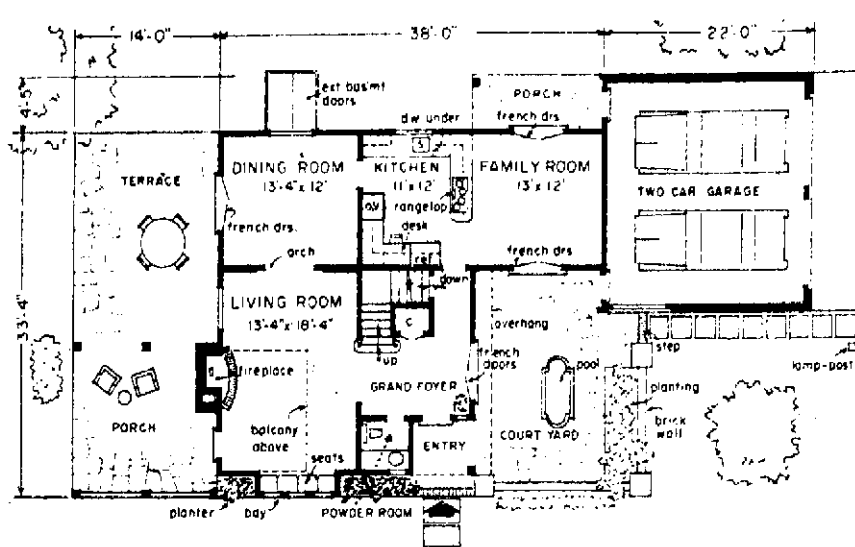 14'-0"
38'-0"
22'-0"
4'-5"
33'-4"
ext bas'mt
doors
PORCH
french drs
d.w under
S
DINING ROOM
13'-4" x 12'
KITCHEN
11' x 12'
FAMILY ROOM
13' x 12'
TERRACE
TWO CAR GARAGE
rangetop
desk
ov
ref
french drs.
arch
french drs
down
LIVING ROOM
13'-4" x 18'-4"
c
up
overhang
step
lamp-post
fireplace
french
doors
pool
planting
GRAND FOYER
brick
wall
balcony
above
PORCH
ENTRY
COURT YARD
seats
planter
bay
POWDER ROOM